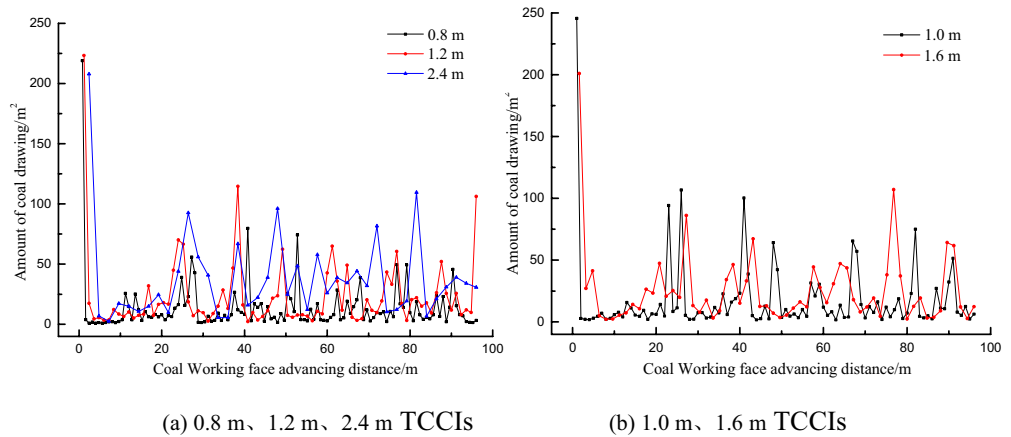 250
200
150
100
50
0
Amount of coal drawing/m²
0.8 m
1.2 m
2.4 m
0 20 40 60 80 100
Coal Working face advancing distance/m
(a) 0.8 m、1.2 m、2.4 m TCCIs
250
200
150
100
50
0
Amount of coal drawing/m²
1.0 m
1.6 m
0 20 40 60 80 100
Coal Working face advancing distance/m
(b) 1.0 m、1.6 m TCCIs